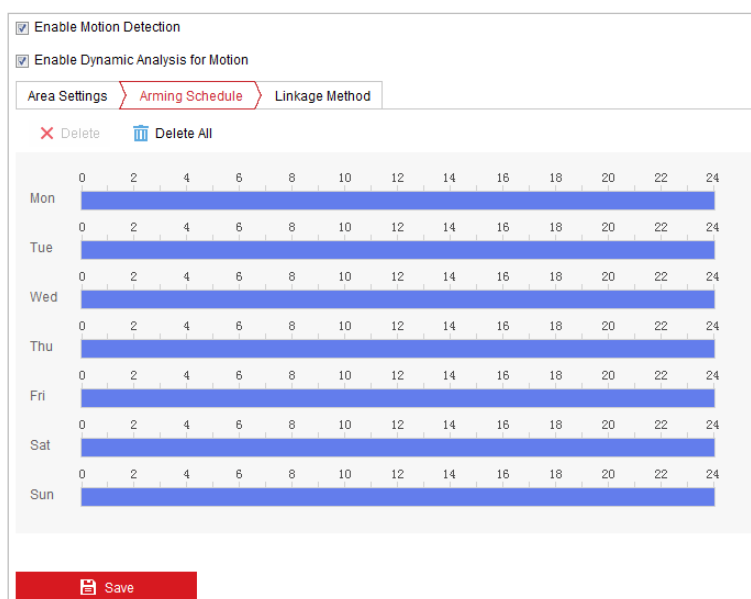 Enable Motion Detection
Enable Dynamic Analysis for Motion
Area Settings Arming Schedule Linkage Method
Delete Delete All
0 2 4 6 8 10 12 14 16 18 20 22 24
Mon
0 2 4 6 8 10 12 14 16 18 20 22 24
Tue
0 2 4 6 8 10 12 14 16 18 20 22 24
Wed
0 2 4 6 8 10 12 14 16 18 20 22 24
Thu
0 2 4 6 8 10 12 14 16 18 20 22 24
Fri
0 2 4 6 8 10 12 14 16 18 20 22 24
Sat
0 2 4 6 8 10 12 14 16 18 20 22 24
Sun
Save